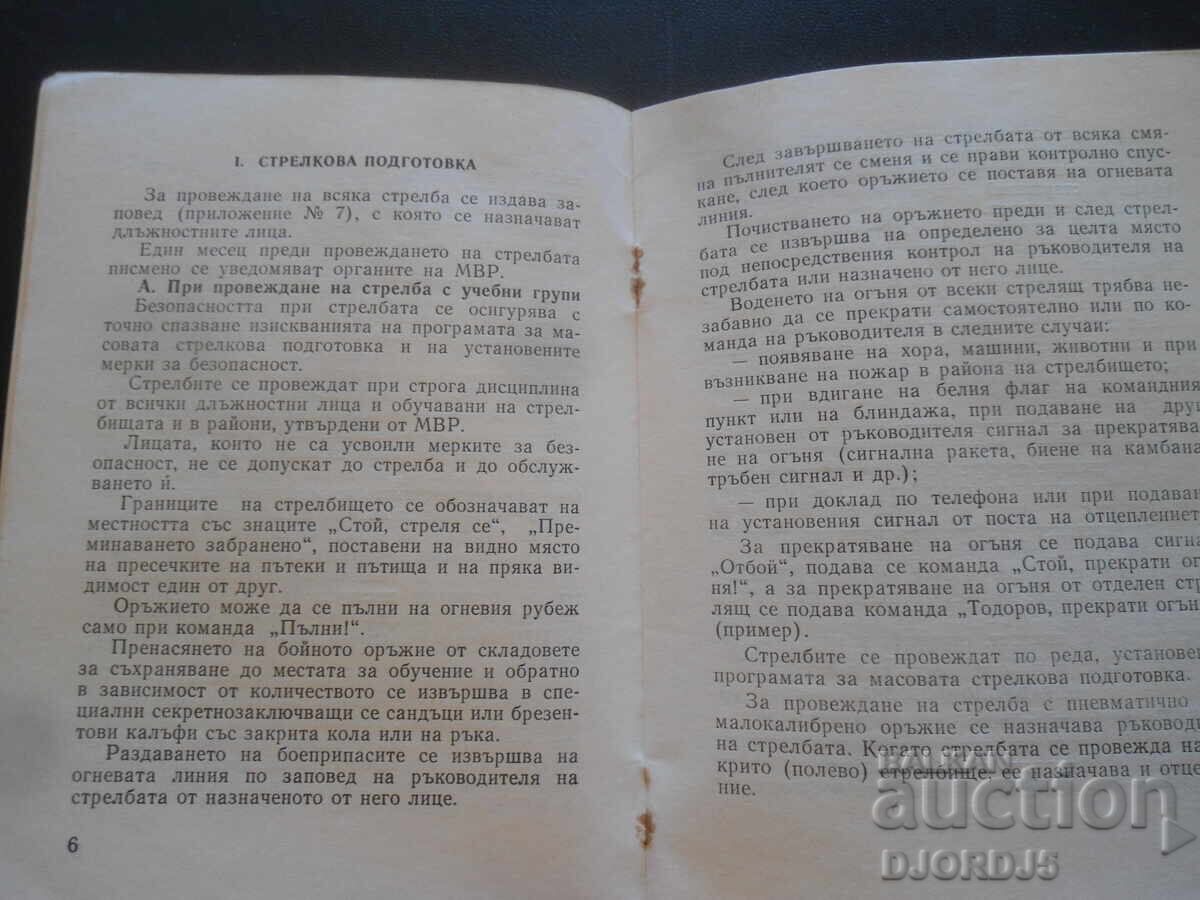 I. СТРЕЛКОВА ПОДГОТОВКА
За провеждане на всяка стрелба се издава за-
повед (приложение № 7), с която се назначават
длъжностните лица.
Един месец преди провеждането на стрелбата
писмено се уведомяват органите на МВР.
А. При провеждане на стрелба с учебни групи
Безопасността при стрелбата се осигурява с
точно спазване изискванията на програмата за ма-
совата стрелкова подготовка и на установените
мерки за безопасност.
Стрелбите се провеждат при строга дисциплина
от всички длъжностни лица и обучавани на стрел-
бищата и в райони, утвърдени от МВР.
Лицата, които не са усвоили мерките за без-
опасност, не се допускат до стрелба и до обслуж-
ването ѝ.
Границите на стрелбището се обозначават на
местността със знаците „Стой, стреля се“, „Пре-
минаването забранено“, поставени на видно място
на пресечките на пътеки и пътища и на пряка ви-
димост един от друг.
Оръжието може да се пълни на огневия рубеж
само при команда „Пълни!“.
Пренасянето на бойното оръжие от складовете
за съхраняване до местата за обучение и обратно
в зависимост от количеството се извършва в спе-
циални секретнозаключващи се сандъци или брезен-
тови калъфи със закрита кола или на ръка.
Раздаването на боеприпасите се извършва на
огневата линия по заповед на ръководителя на
стрелбата от назначеното от него лице.
6
След завършването на стрелбата от всяка смя-
на пълнителят се сменя и се прави контролно спус-
кане, след което оръжието се поставя на огневата
линия.
Почистването на оръжието преди и след стрел-
бата се извършва на определено за целта място
под непосредствения контрол на ръководителя на
стрелбата или назначено от него лице.
Воденето на огъня от всеки стрелящ трябва не-
забавно да се прекрати самостоятелно или по ко-
манда на ръководителя в следните случаи:
— появяване на хора, машини, животни и при
възникване на пожар в района на стрелбището;
— при вдигане на белия флаг на командния
пункт или на блиндажа, при подаване на друг
установен от ръководителя сигнал за прекратява-
не на огъня (сигнална ракета, биене на камбана
тръбен сигнал и др.);
— при доклад по телефона или при подаван
на установения сигнал от поста на отцеплениет
За прекратяване на огъня се подава сигна
„Отбой“, подава се команда „Стой, прекрати ог
ня!“, а за прекратяване на огъня от отделен стр
лящ се подава команда „Тодоров, прекрати огън
(пример).
Стрелбите се провеждат по реда, установен
програмата за масовата стрелкова подготовка.
За провеждане на стрелба с пневматично
малокалибрено оръжие се назначава ръковод
на стрелбата. Когато стрелбата се провежда на
крито (полево) стрелбище, се назначава и отце
ние.
BALKAN
auction
DJORDJ5